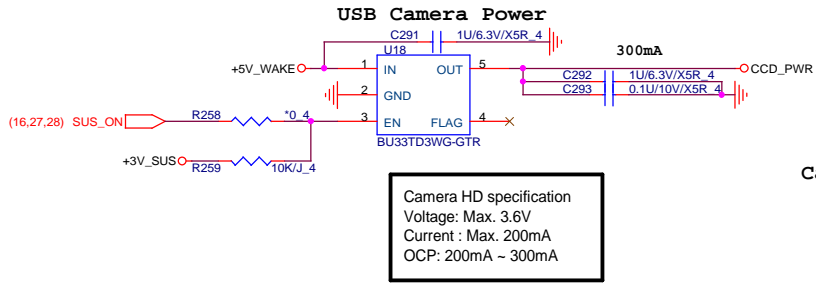 USB Camera Power
C291 1U/6.3V/X5R_4
U18
300mA
+5V_WAKE 1 IN OUT 5 CCD_PWR
C292 1U/6.3V/X5R_4
C293 0.1U/10V/X5R_4
2 GND
(16,27,28) SUS_ON R258 *0_4 3 EN FLAG 4
BU33TD3WG-GTR
+3V_SUS R259 10K/J_4
Ca
Camera HD specification
Voltage: Max. 3.6V
Current : Max. 200mA
OCP: 200mA ~ 300mA